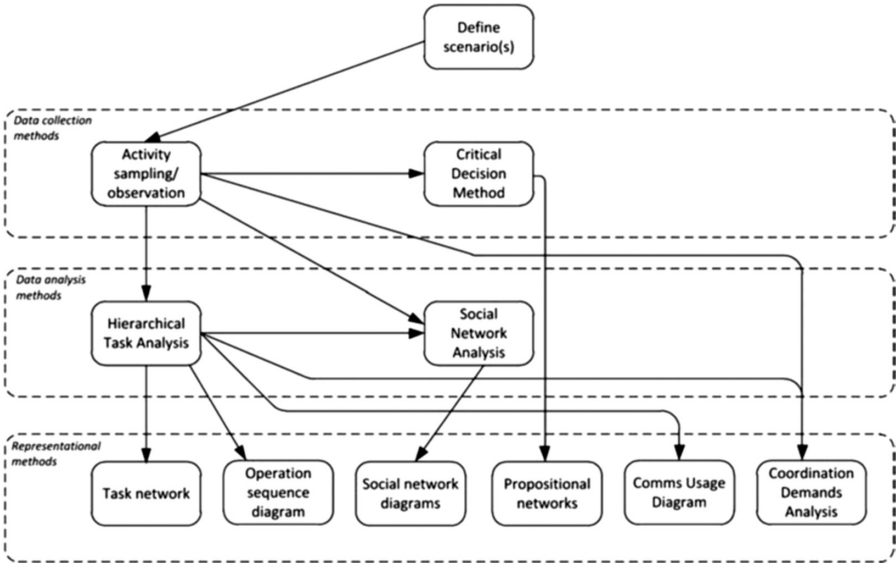 Define
scenario(s)
Data collection
methods
Activity
sampling/
observation
Critical
Decision
Method
Data analysis
methods
Hierarchical
Task Analysis
Social
Network
Analysis
Representational
methods
Task network
Operation
sequence
diagram
Social network
diagrams
Propositional
networks
Comms Usage
Diagram
Coordination
Demands
Analysis